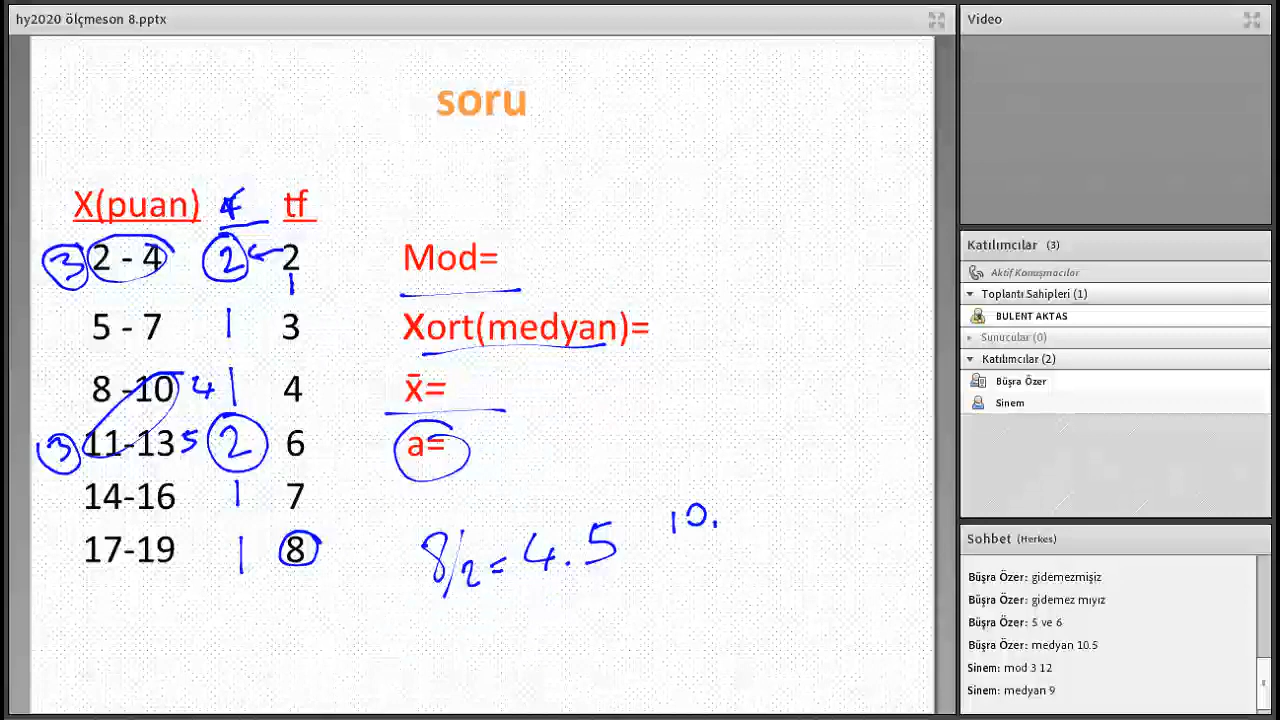 hy2020 ölçmeson 8.pptx
soru
X(puan) f tf
3 2 - 4 2 2
5 - 7 1 3
8 -10 4 1 4
3 11-13 5 2 6
14-16 1 7
17-19 1 8
Mod=
Xort(medyan)=
x̄=
a=
8/2 = 4.5 10.
Video
Katılımcılar (3)
Aktif Konuşmacılar
Toplantı Sahipleri (1)
BULENT AKTAS
Sunucular (0)
Katılımcılar (2)
Büşra Özer
Sinem
Sohbet (Herkes)
Büşra Özer: gidemezmişiz
Büşra Özer: gidemez mıyız
Büşra Özer: 5 ve 6
Büşra Özer: medyan 10.5
Sinem: mod 3 12
Sinem: medyan 9